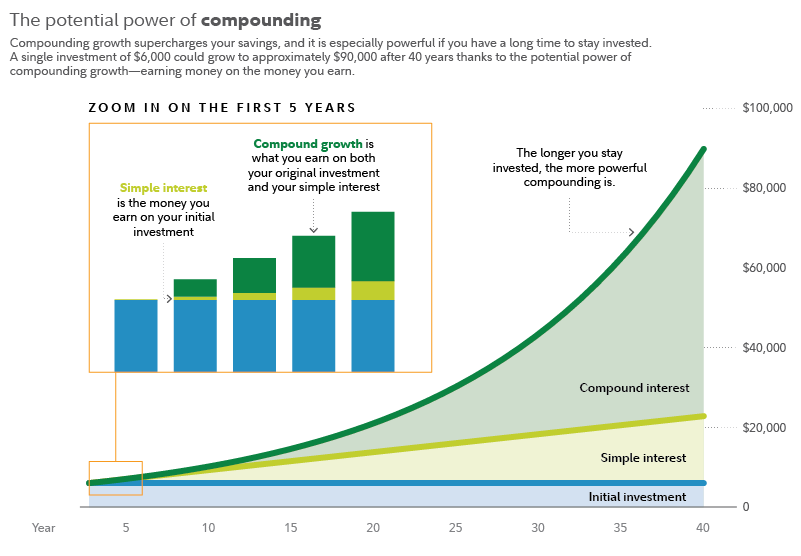 The potential power of compounding
Compounding growth supercharges your savings, and it is especially powerful if you have a long time to stay invested.
A single investment of $6,000 could grow to approximately $90,000 after 40 years thanks to the potential power of
compounding growth—earning money on the money you earn.
ZOOM IN ON THE FIRST 5 YEARS
Simple interest
is the money you
earn on your initial
investment
Compound growth is
what you earn on both
your original investment
and your simple interest
The longer you stay
invested, the more powerful
compounding is.
$100,000
$80,000
$60,000
$40,000
$20,000
0
Compound interest
Simple interest
Initial investment
Year 5 10 15 20 25 30 35 40